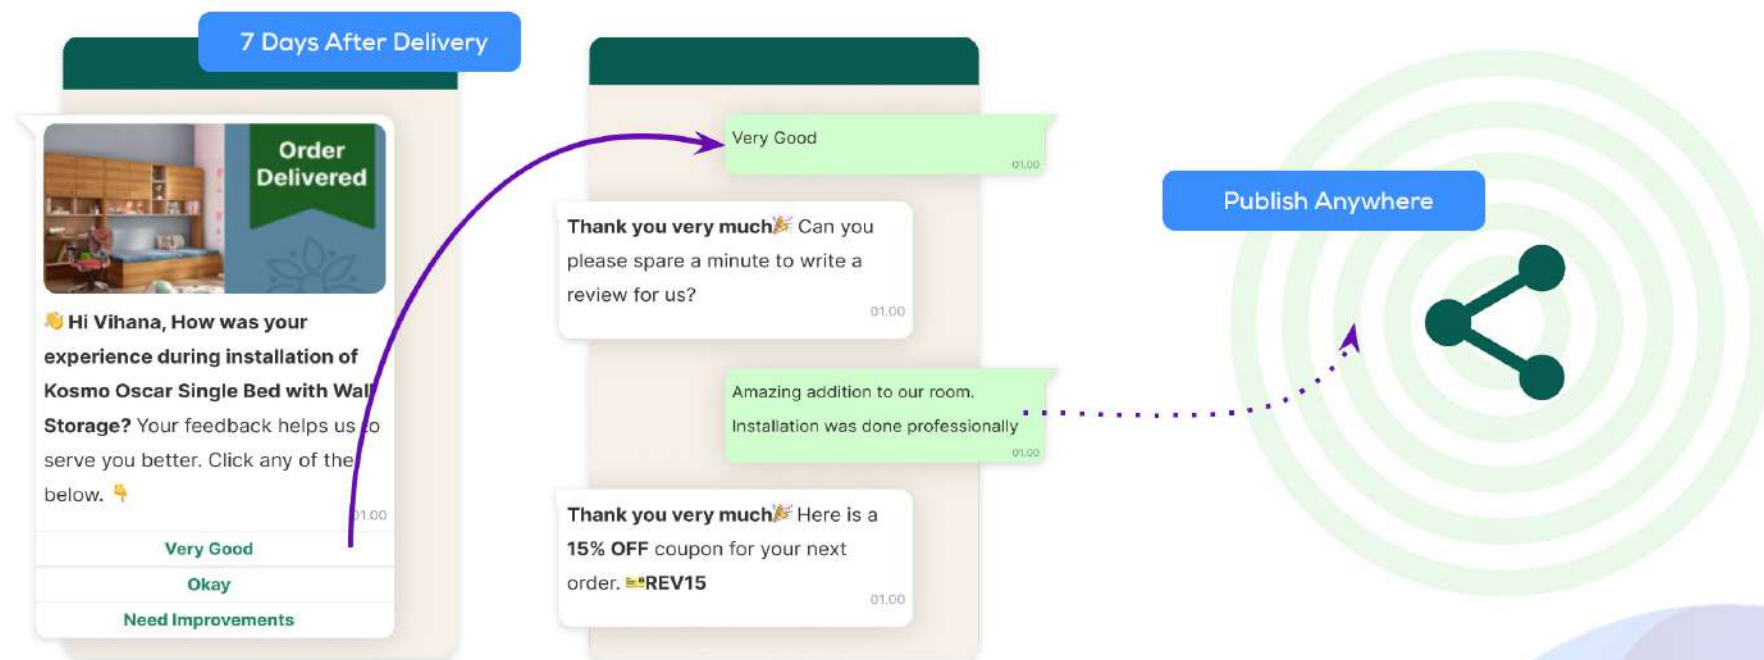 7 Days After Delivery
Order
Delivered
👋 Hi Vihana, How was your
experience during installation of
Kosmo Oscar Single Bed with Wall
Storage? Your feedback helps us to
serve you better. Click any of the
below. 👇
01.00
Very Good
Okay
Need Improvements
Very Good
01.00
Thank you very much🎉 Can you
please spare a minute to write a
review for us?
01.00
Amazing addition to our room.
Installation was done professionally
01.00
Thank you very much🎉 Here is a
15% OFF coupon for your next
order. 🎫REV15
01.00
Publish Anywhere